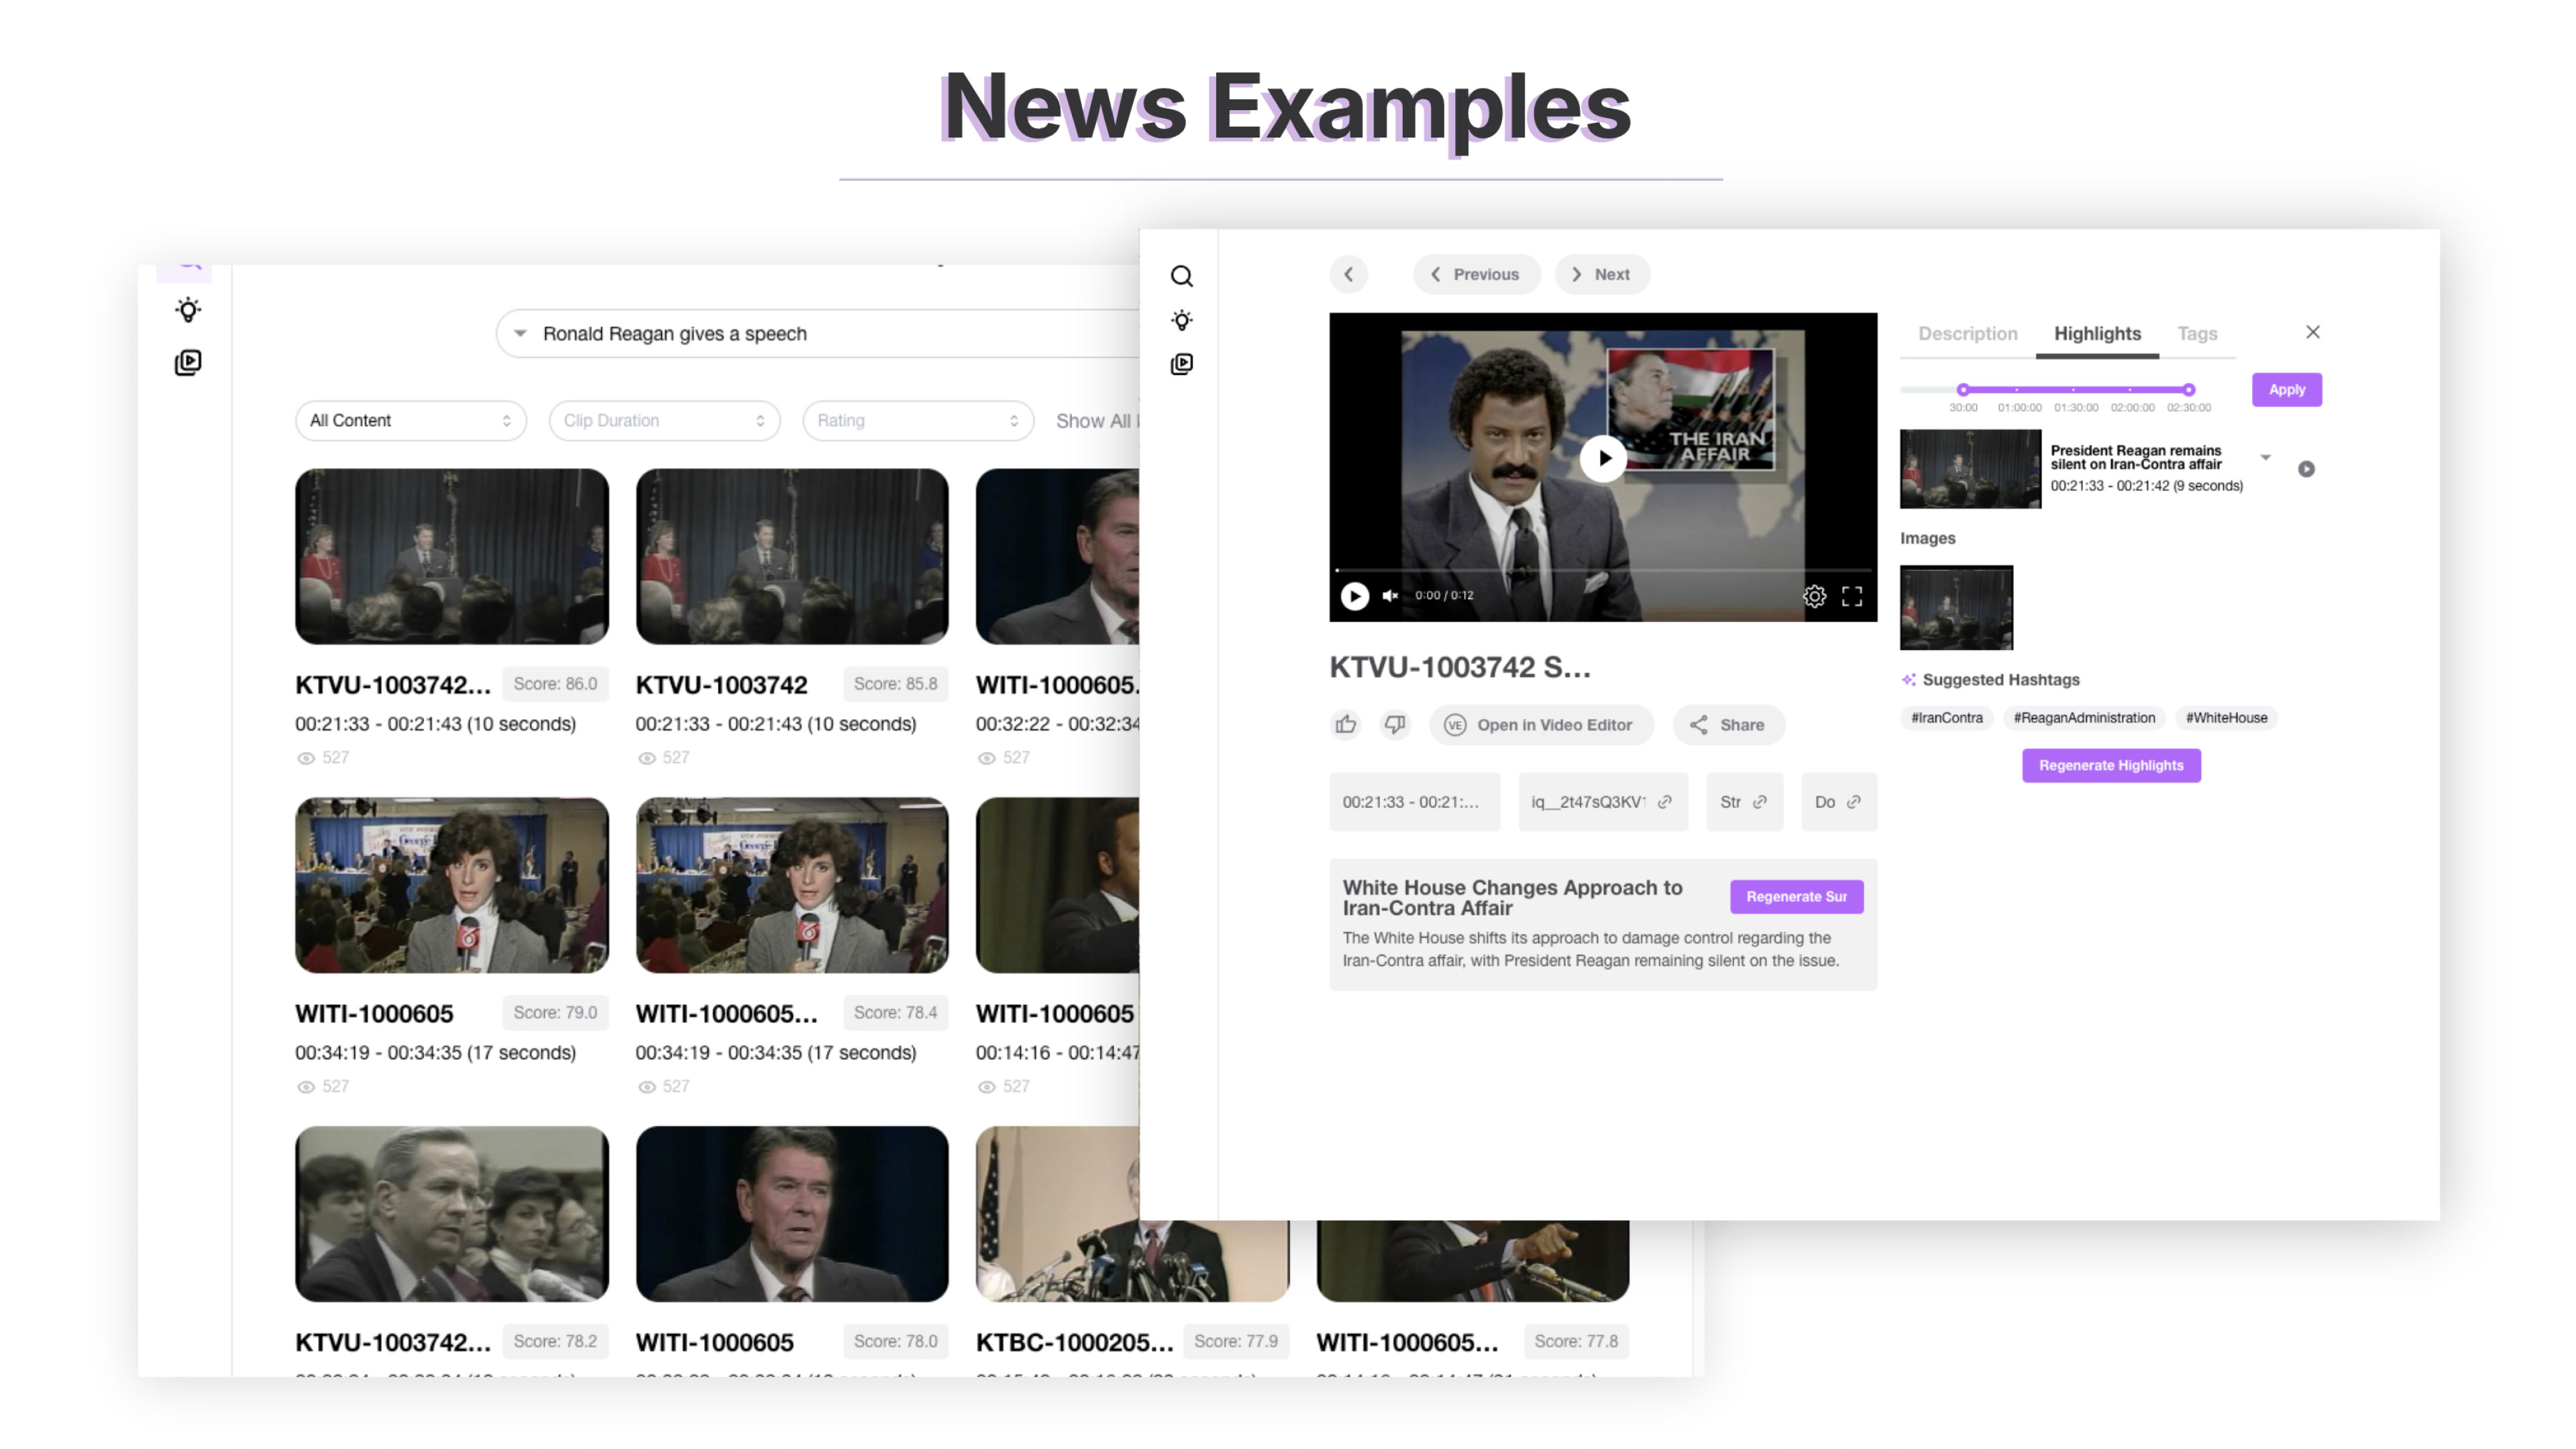 News Examples
Ronald Reagan gives a speech
All Content
Clip Duration
Rating
Show All
KTVU-1003742... Score: 86.0
00:21:33 - 00:21:43 (10 seconds)
527
KTVU-1003742 Score: 85.8
00:21:33 - 00:21:43 (10 seconds)
527
WITI-1000605.
00:32:22 - 00:32:34
527
WITI-1000605 Score: 79.0
00:34:19 - 00:34:35 (17 seconds)
527
WITI-1000605... Score: 78.4
00:34:19 - 00:34:35 (17 seconds)
527
WITI-1000605
00:14:16 - 00:14:47
527
KTVU-1003742... Score: 78.2
WITI-1000605 Score: 78.0
KTBC-1000205... Score: 77.9
WITI-1000605... Score: 77.8
Previous
Next
THE IRAN
AFFAIR
0:00 / 0:12
KTVU-1003742 S...
VE Open in Video Editor
Share
00:21:33 - 00:21:...
iq__2t47sQ3KV
Str
Do
White House Changes Approach to
Iran-Contra Affair
Regenerate Sur
The White House shifts its approach to damage control regarding the
Iran-Contra affair, with President Reagan remaining silent on the issue.
Description Highlights Tags
30:00 01:00:00 01:30:00 02:00:00 02:30:00
Apply
President Reagan remains
silent on Iran-Contra affair
00:21:33 - 00:21:42 (9 seconds)
Images
Suggested Hashtags
#IranContra #ReaganAdministration #WhiteHouse
Regenerate Highlights